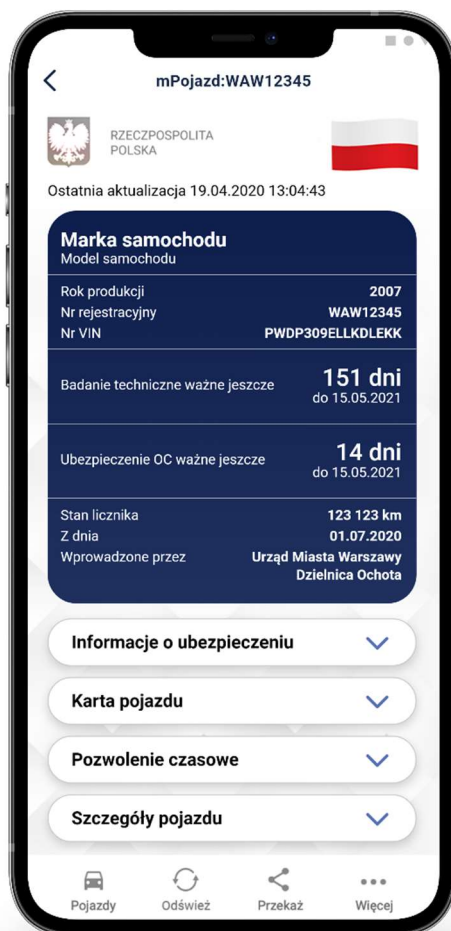 mPojazd:WAW12345
RZECZPOSPOLITA
POLSKA
Ostatnia aktualizacja 19.04.2020 13:04:43
Marka samochodu
Model samochodu
Rok produkcji 2007
Nr rejestracyjny WAW12345
Nr VIN PWDP309ELLKDLEKK
Badanie techniczne ważne jeszcze 151 dni
do 15.05.2021
Ubezpieczenie OC ważne jeszcze 14 dni
do 15.05.2021
Stan licznika 123 123 km
Z dnia 01.07.2020
Wprowadzone przez Urząd Miasta Warszawy
Dzielnica Ochota
Informacje o ubezpieczeniu
Karta pojazdu
Pozwolenie czasowe
Szczegóły pojazdu
Pojazdy Odśwież Przekaż Więcej